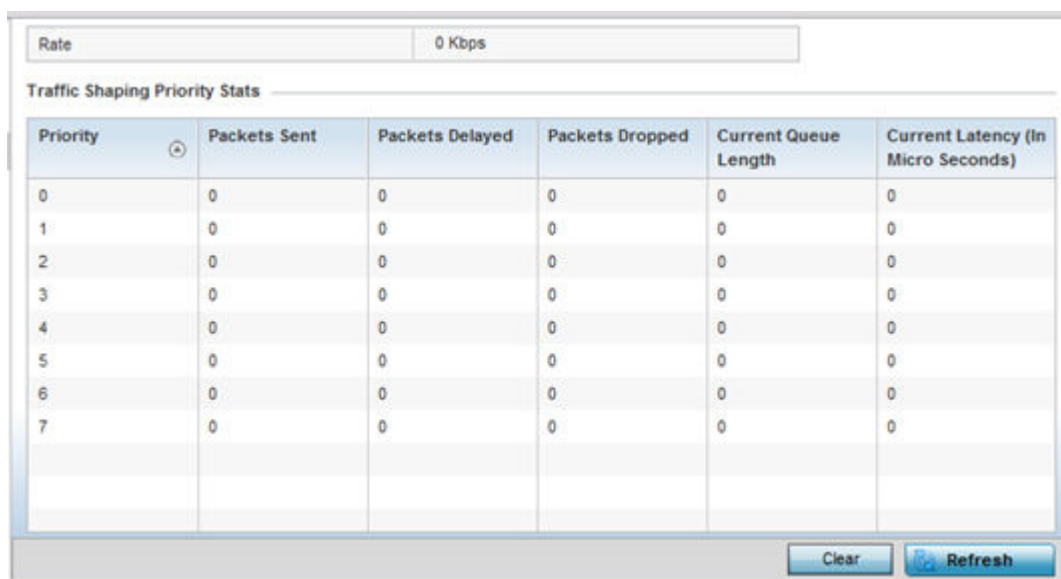 Rate 0 Kbps
Traffic Shaping Priority Stats
Priority Packets Sent Packets Delayed Packets Dropped Current Queue Length Current Latency (In Micro Seconds)
0 0 0 0 0 0
1 0 0 0 0 0
2 0 0 0 0 0
3 0 0 0 0 0
4 0 0 0 0 0
5 0 0 0 0 0
6 0 0 0 0 0
7 0 0 0 0 0
Clear Refresh